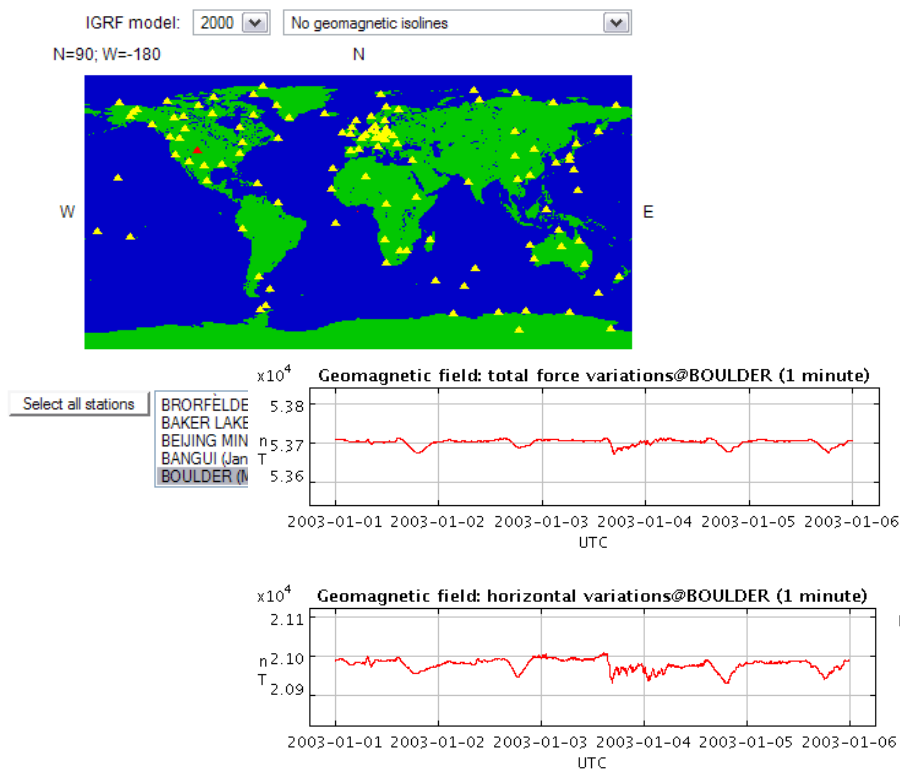 IGRF model: 2000 No geomagnetic isolines
N=90; W=-180 N
W E
Select all stations
BRORFELDE
BAKER LAKE
BEIJING MIN
BANGUI (Jan
BOULDER (M
x10^4 Geomagnetic field: total force variations@BOULDER (1 minute)
5.38
n 5.37
T 5.36
2003-01-01 2003-01-02 2003-01-03 2003-01-04 2003-01-05 2003-01-06
UTC
x10^4 Geomagnetic field: horizontal variations@BOULDER (1 minute)
2.11
n 2.10
T 2.09
2003-01-01 2003-01-02 2003-01-03 2003-01-04 2003-01-05 2003-01-06
UTC